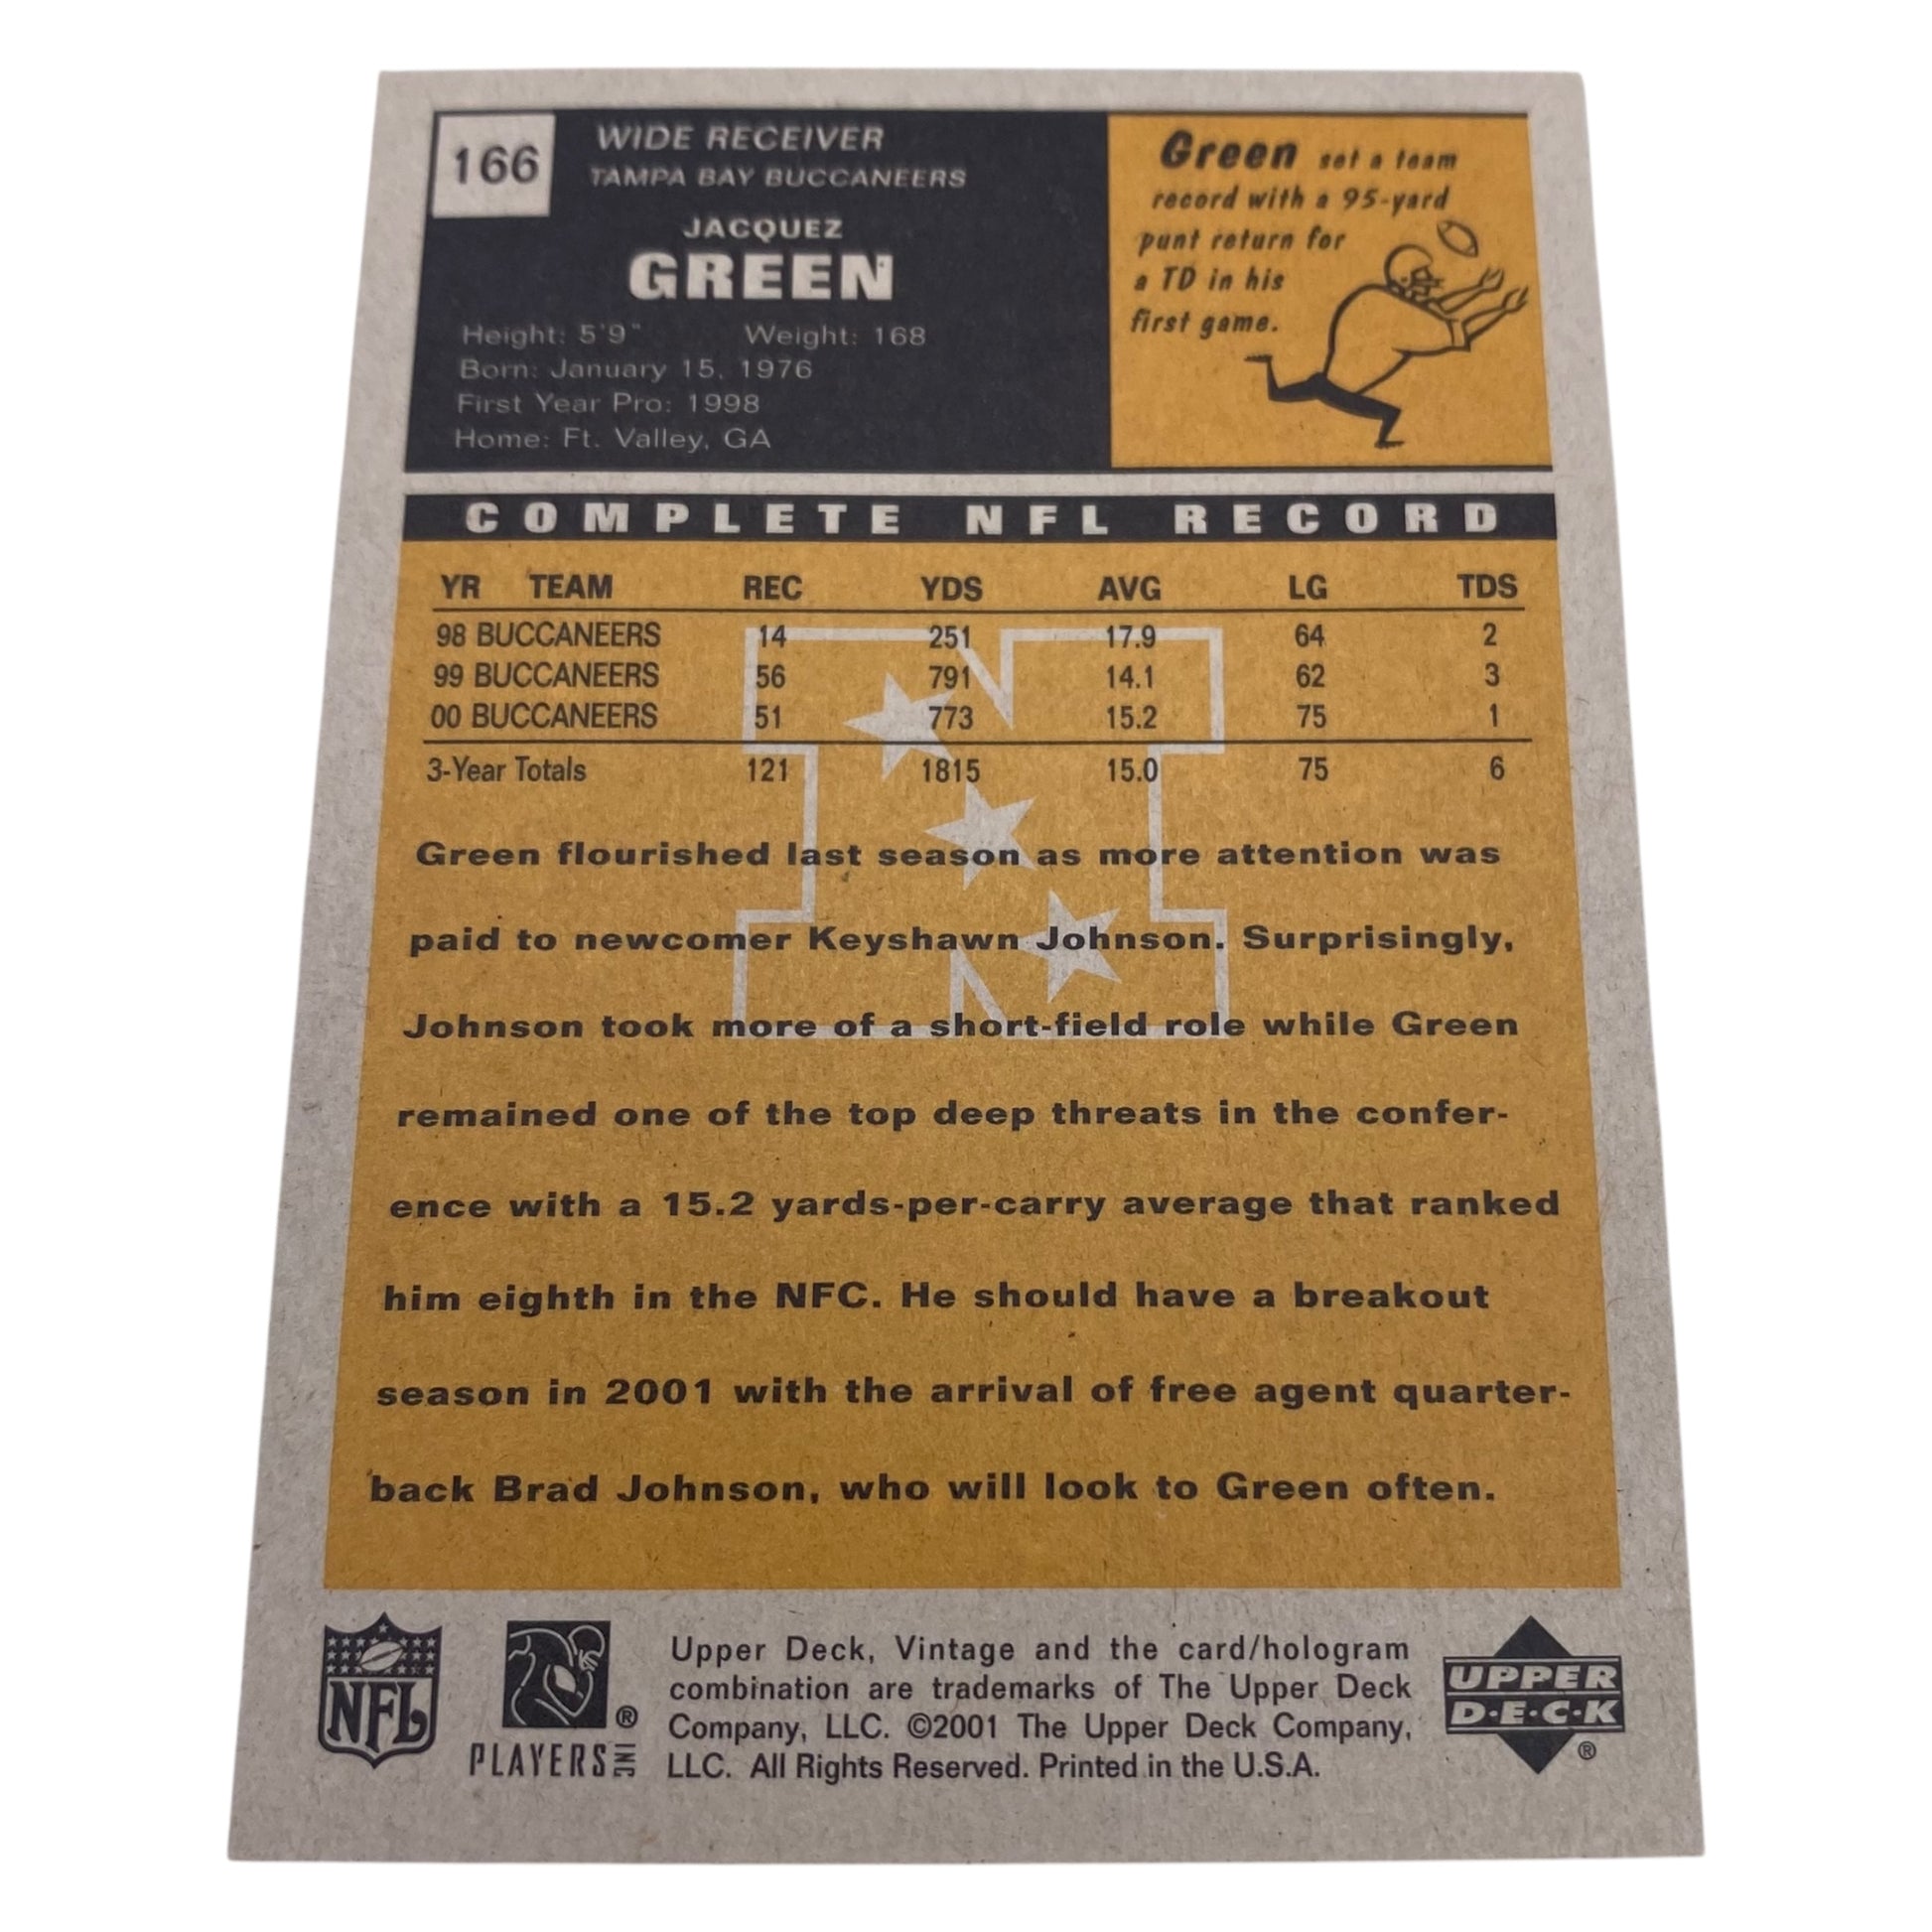 166
WIDE RECEIVER
TAMPA BAY BUCCANEERS
JACQUEZ
GREEN
Height: 5'9" Weight: 168
Born: January 15, 1976
First Year Pro: 1998
Home: Ft. Valley, GA
Green set a team
record with a 95-yard
punt return for
a TD in his
first game.
COMPLETE NFL RECORD
YR TEAM REC YDS AVG LG TDS
98 BUCCANEERS 14 251 17.9 64 2
99 BUCCANEERS 56 791 14.1 62 3
00 BUCCANEERS 51 773 15.2 75 1
3-Year Totals 121 1815 15.0 75 6
Green flourished last season as more attention was
paid to newcomer Keyshawn Johnson. Surprisingly,
Johnson took more of a short-field role while Green
remained one of the top deep threats in the confer-
ence with a 15.2 yards-per-carry average that ranked
him eighth in the NFC. He should have a breakout
season in 2001 with the arrival of free agent quarter-
back Brad Johnson, who will look to Green often.
NFL
PLAYERS INC ®
Upper Deck, Vintage and the card/hologram
combination are trademarks of The Upper Deck
Company, LLC. ©2001 The Upper Deck Company,
LLC. All Rights Reserved. Printed in the U.S.A.
UPPER
D·E·C·K
®